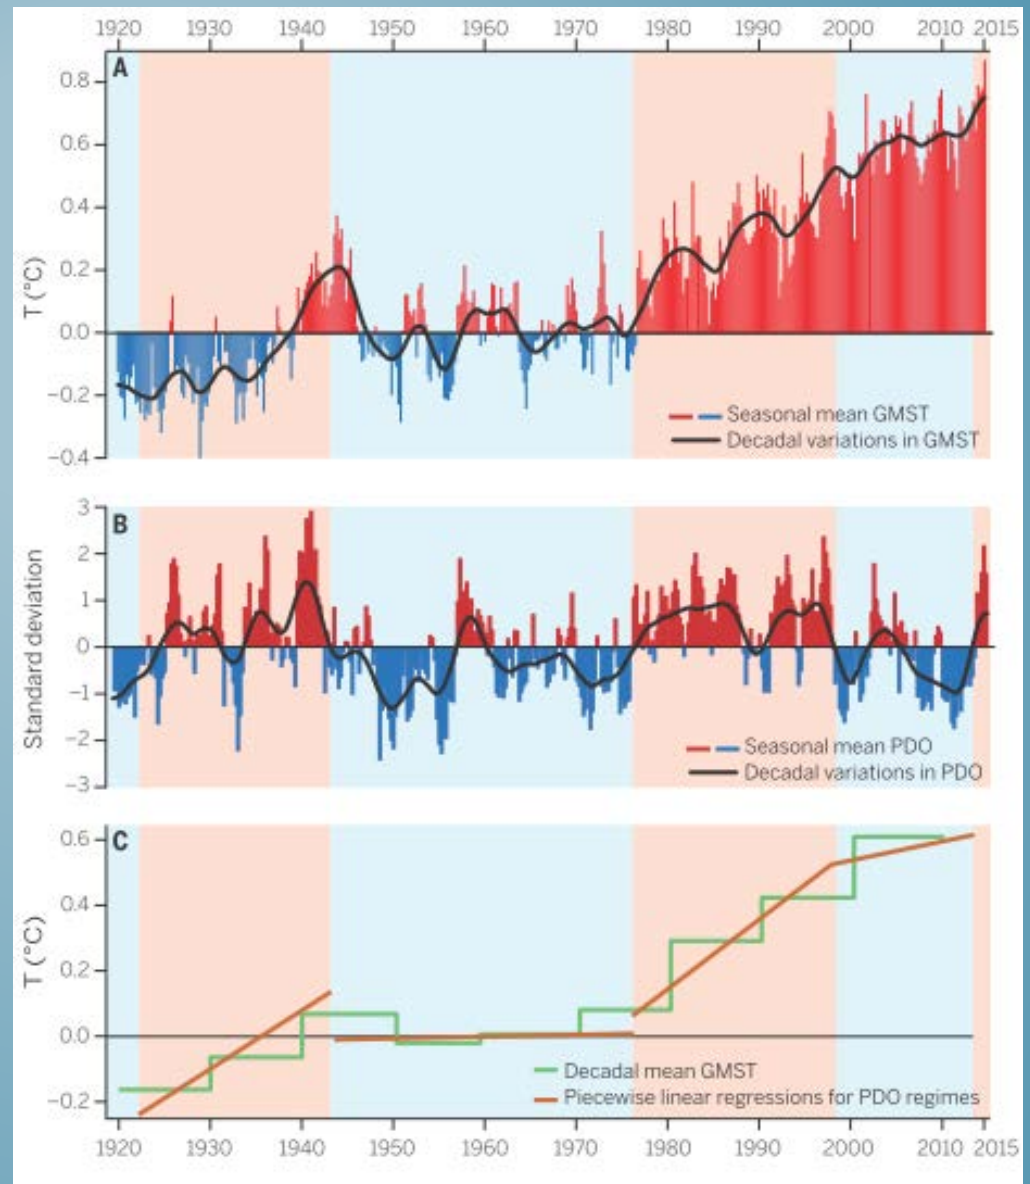 1920 1930 1940 1950 1960 1970 1980 1990 2000 2010 2015
A
0.8
0.6
0.4
0.2
0.0
−0.2
−0.4
T (°C)
Seasonal mean GMST
Decadal variations in GMST
B
3
2
1
0
−1
−2
−3
Standard deviation
Seasonal mean PDO
Decadal variations in PDO
C
0.6
0.4
0.2
0.0
−0.2
T (°C)
Decadal mean GMST
Piecewise linear regressions for PDO regimes
1920 1930 1940 1950 1960 1970 1980 1990 2000 2010 2015